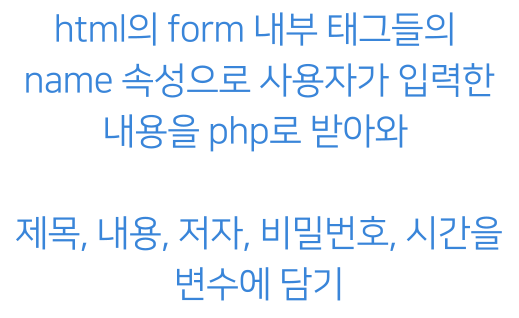 html의 form 내부 태그들의
name 속성으로 사용자가 입력한
내용을 php로 받아와
제목, 내용, 저자, 비밀번호, 시간을
변수에 담기